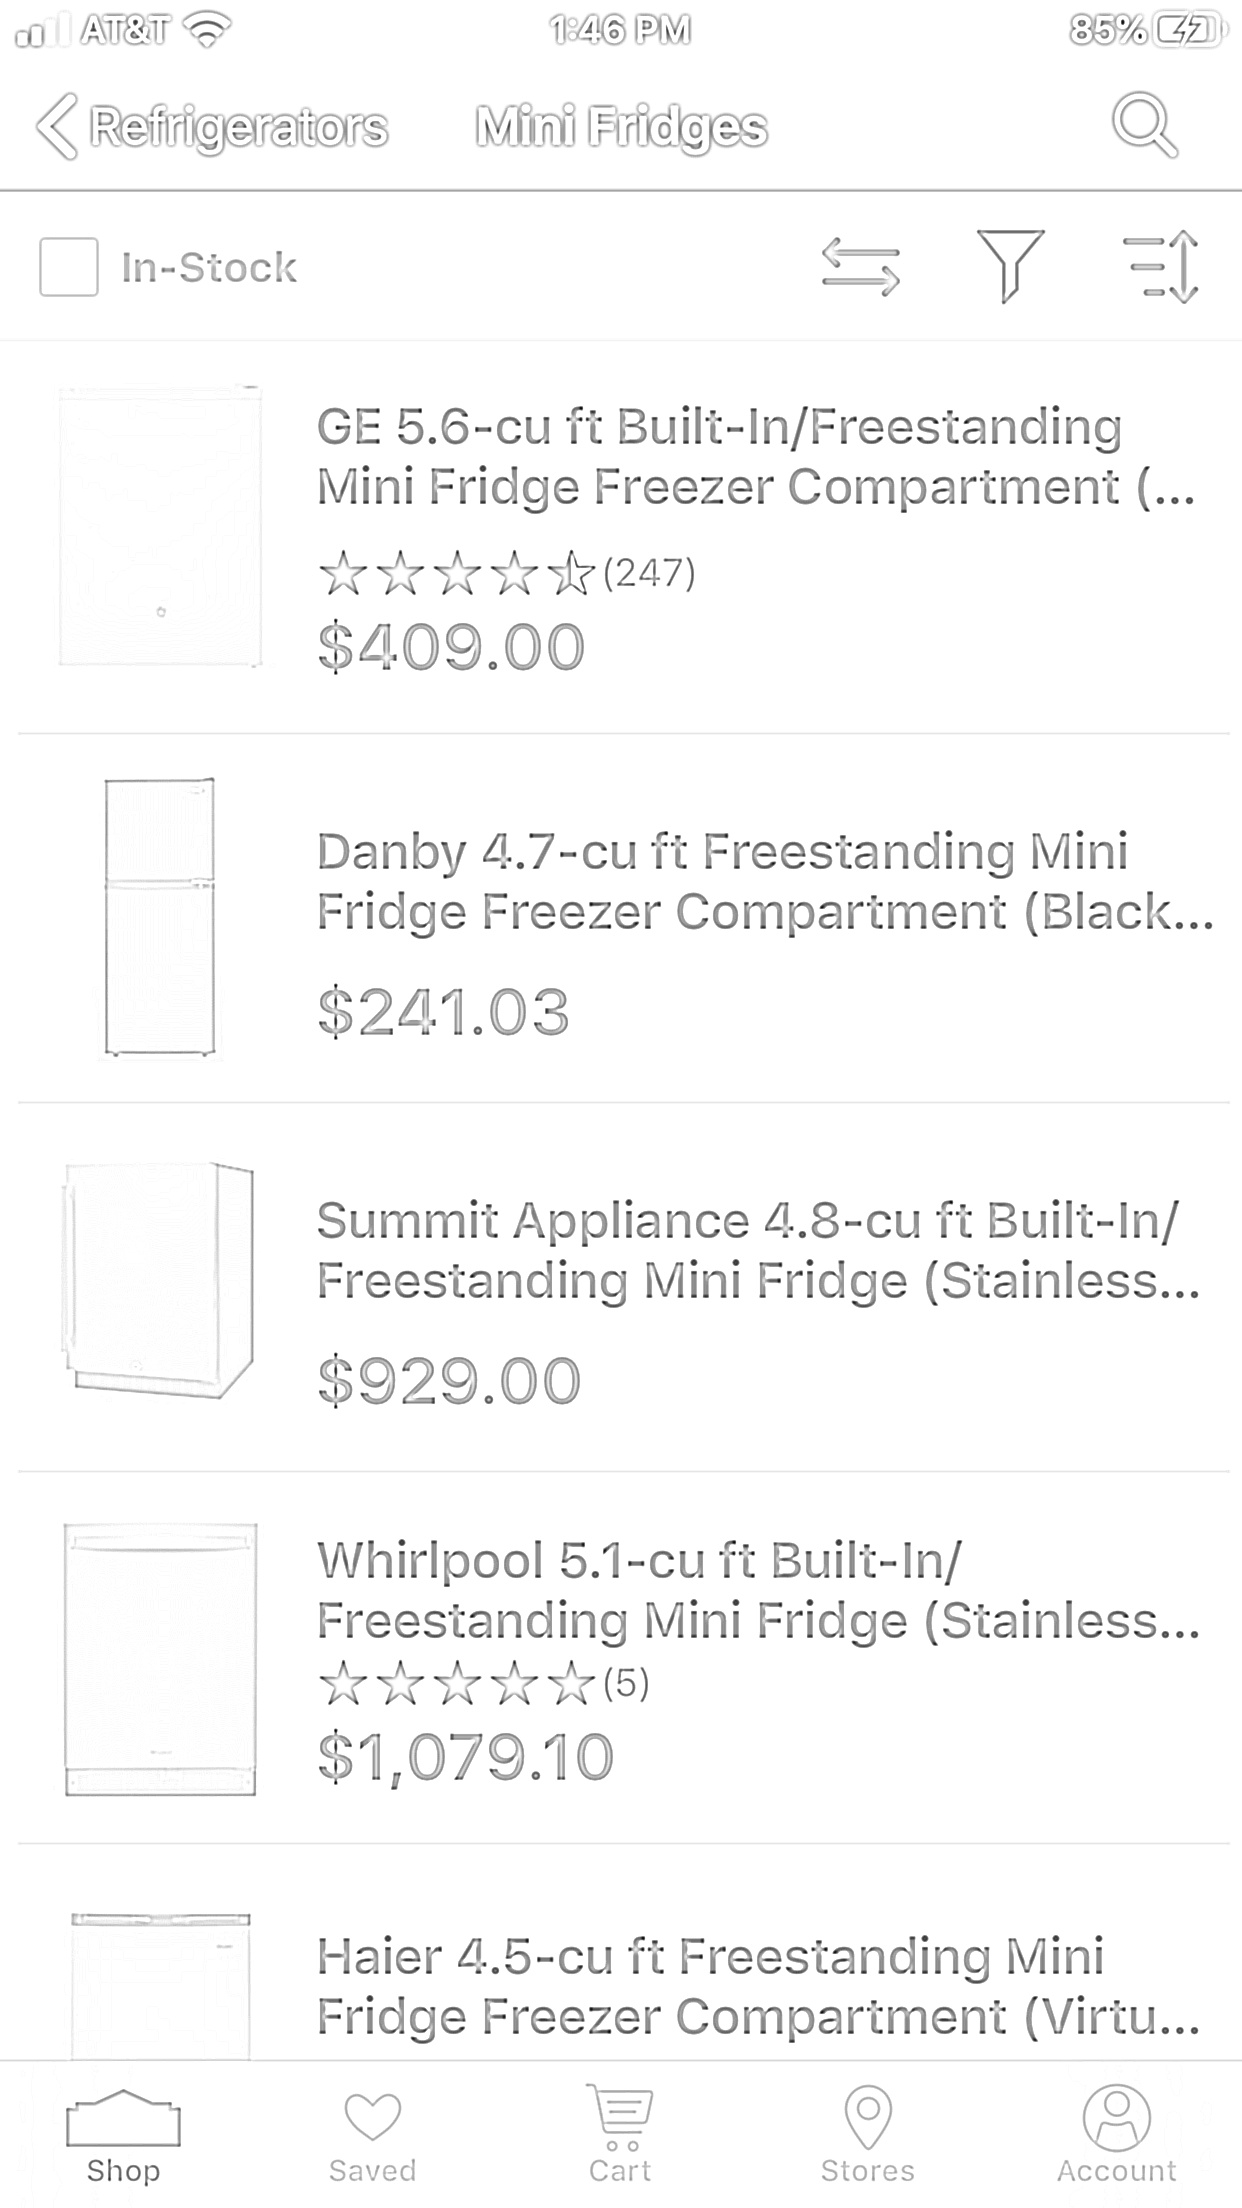 AT&T 1:46 PM 85%
Refrigerators Mini Fridges
In-Stock
GE 5.6-cu ft Built-In/Freestanding
Mini Fridge Freezer Compartment (...
(247)
$409.00
Danby 4.7-cu ft Freestanding Mini
Fridge Freezer Compartment (Black...
$241.03
Summit Appliance 4.8-cu ft Built-In/
Freestanding Mini Fridge (Stainless...
$929.00
Whirlpool 5.1-cu ft Built-In/
Freestanding Mini Fridge (Stainless...
(5)
$1,079.10
Haier 4.5-cu ft Freestanding Mini
Fridge Freezer Compartment (Virtu...
Shop Saved Cart Stores Account